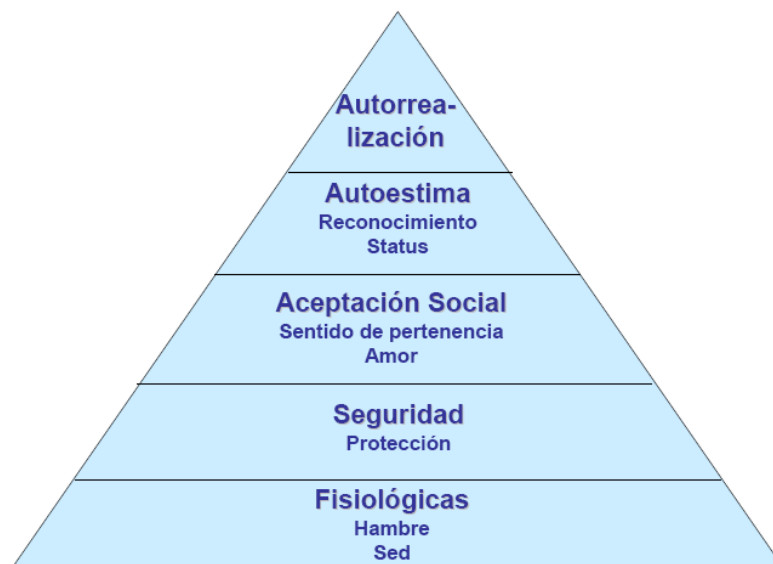 Autorrea-
lización
Autoestima
Reconocimiento
Status
Aceptación Social
Sentido de pertenencia
Amor
Seguridad
Protección
Fisiológicas
Hambre
Sed